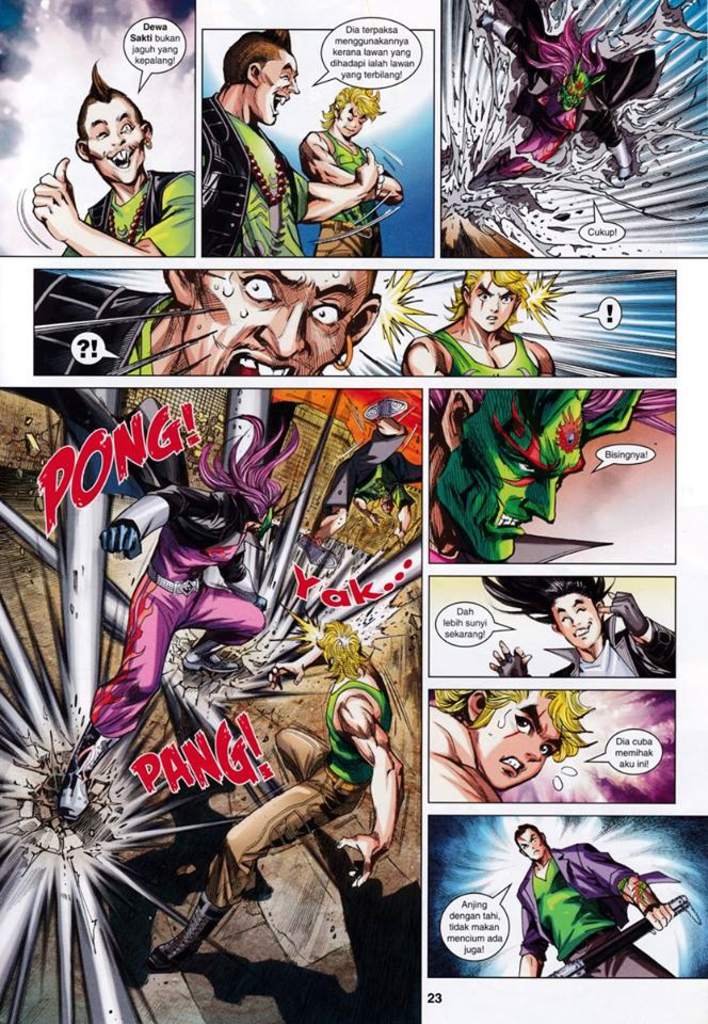 Dewa
Sakti bukan
jaguh yang
kepalang!
Dia terpaksa
menggunakannya
kerana lawan yang
dihadapi ialah lawan
yang terbilang!
Cukup!
?!
!
PONG!
Yak...
PANG!
Bisingnya!
Dah
lebih sunyi
sekarang!
Dia cuba
memihak
aku ini!
Anjing
dengan tahi,
tidak makan
mencium ada
juga!
23